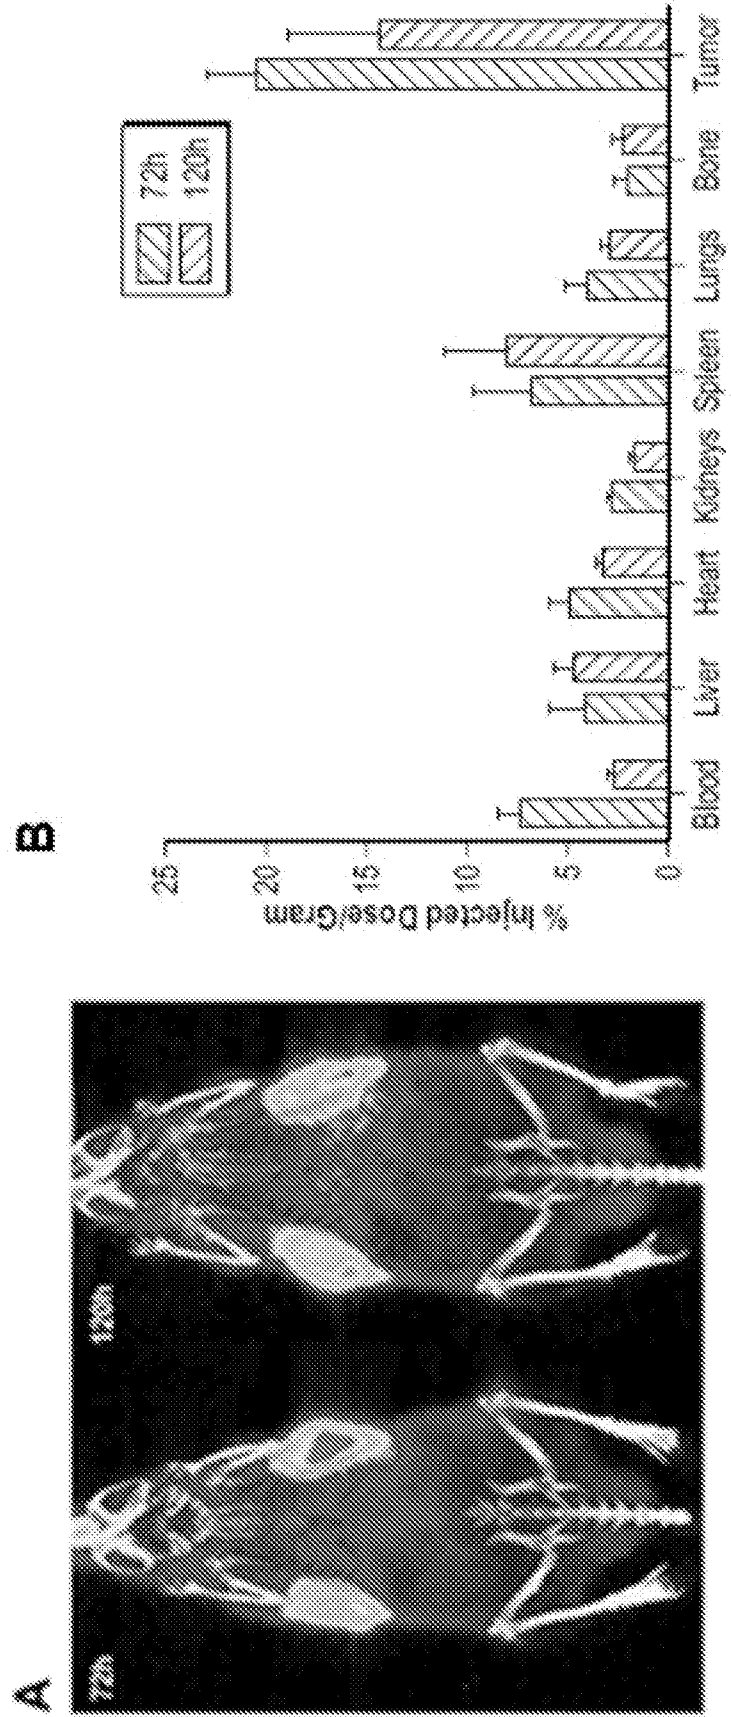 A
72h
120h
B
% Injected Dose/Gram
25
20
15
10
5
0
72h
120h
Blood Liver Heart Kidneys Spleen Lungs Bone Tumor